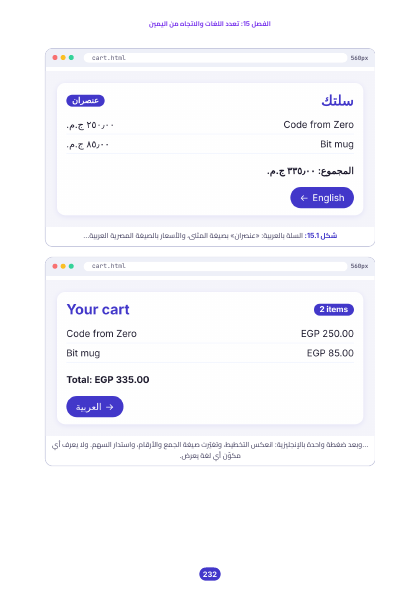 الفصل 15: تعدد اللغات والاتجاه من اليمين
cart.html
560px
سلتك
عنصران
Code from Zero
٢٥٠٫٠٠ ج.م.
Bit mug
٨٥٫٠٠ ج.م.
المجموع: ٣٣٥٫٠٠ ج.م.
← English
شكل 15.1: السلة بالعربية: «عنصران» بصيغة المثنى، والأسعار بالصيغة المصرية العربية...
cart.html
560px
Your cart
2 items
Code from Zero
EGP 250.00
Bit mug
EGP 85.00
Total: EGP 335.00
العربية →
...وبعد ضغطة واحدة بالإنجليزية: انعكس التخطيط، وتغيّرت صيغة الجمع والأرقام، واستدار السهم. ولا يعرف أي
مكوّن أي لغة يعرض.
232